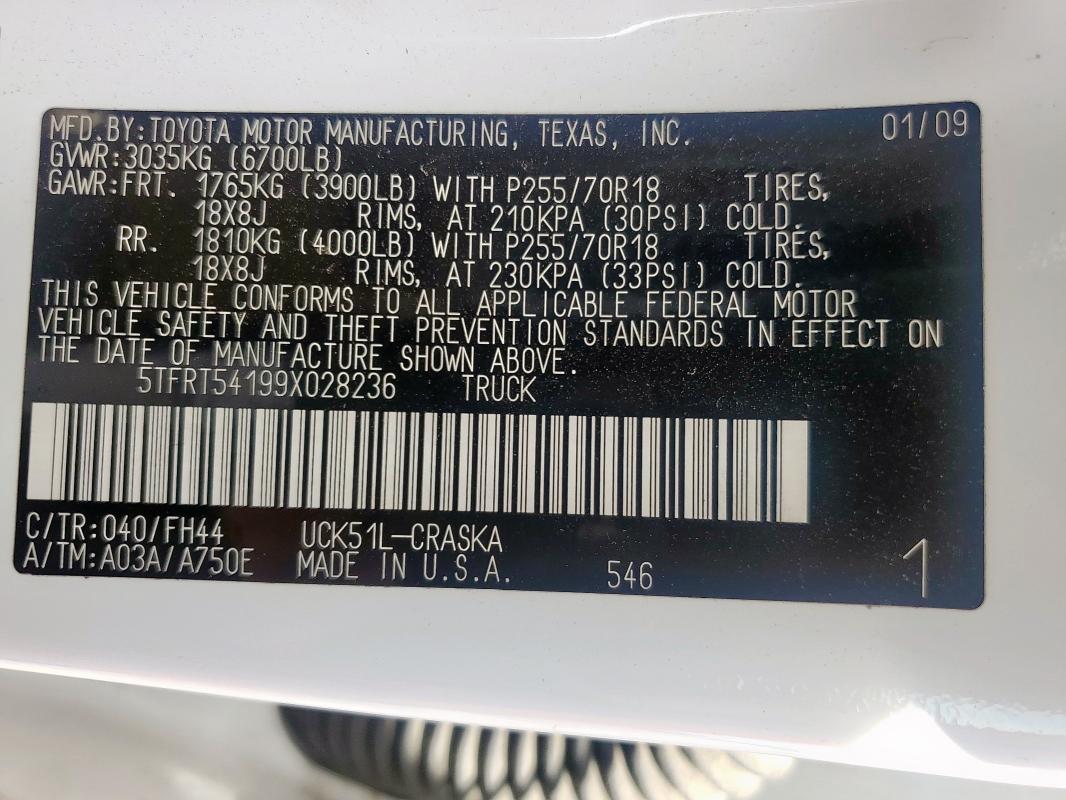 MFD.BY:TOYOTA MOTOR MANUFACTURING, TEXAS, INC. 01/09
GVWR:3035KG (6700LB)
GAWR:FRT. 1765KG (3900LB) WITH P255/70R18 TIRES,
18X8J RIMS, AT 210KPA (30PSI) COLD.
RR. 1810KG (4000LB) WITH P255/70R18 TIRES,
18X8J RIMS, AT 230KPA (33PSI) COLD.
THIS VEHICLE CONFORMS TO ALL APPLICABLE FEDERAL MOTOR
VEHICLE SAFETY AND THEFT PREVENTION STANDARDS IN EFFECT ON
THE DATE OF MANUFACTURE SHOWN ABOVE.
5TFRT54199X028236 TRUCK
C/TR:040/FH44 UCK51L-CRASKA
A/TM:A03A/A750E MADE IN U.S.A. 546 1